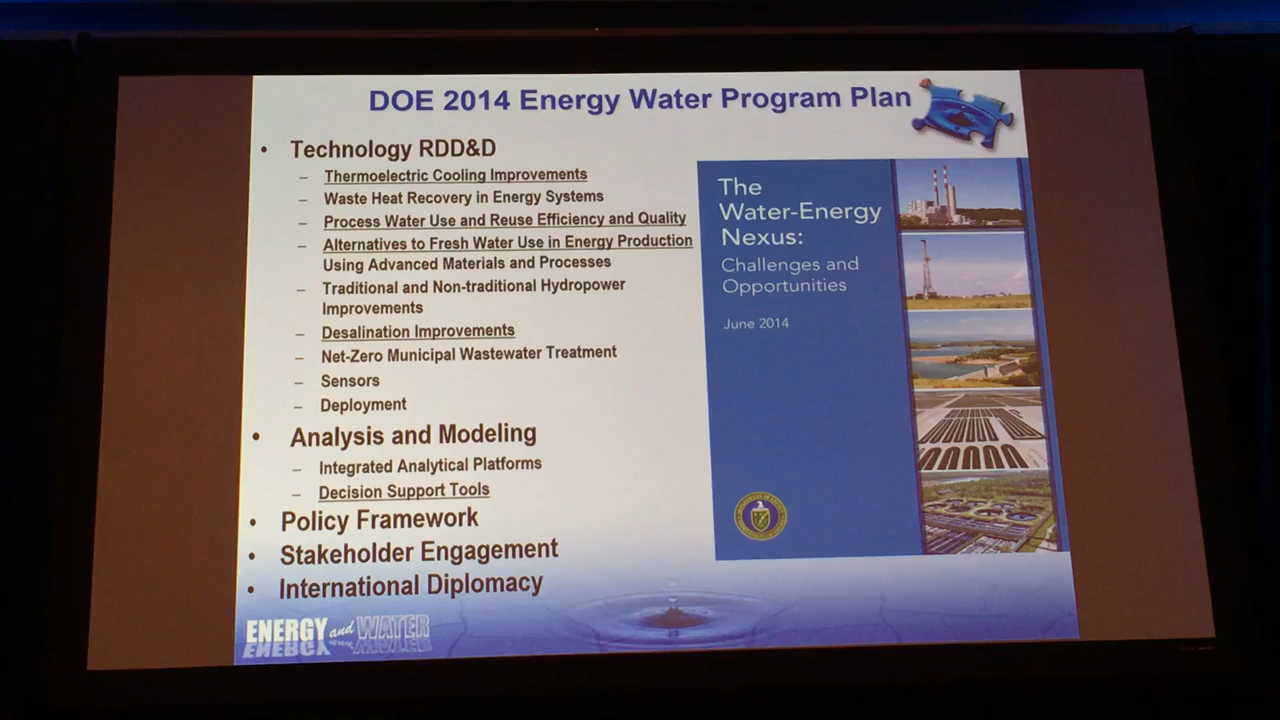 DOE 2014 Energy Water Program Plan
• Technology RDD&D
– Thermoelectric Cooling Improvements
– Waste Heat Recovery in Energy Systems
– Process Water Use and Reuse Efficiency and Quality
– Alternatives to Fresh Water Use in Energy Production
Using Advanced Materials and Processes
– Traditional and Non-traditional Hydropower
Improvements
– Desalination Improvements
– Net-Zero Municipal Wastewater Treatment
– Sensors
– Deployment
• Analysis and Modeling
– Integrated Analytical Platforms
– Decision Support Tools
• Policy Framework
• Stakeholder Engagement
• International Diplomacy
The
Water-Energy
Nexus:
Challenges and
Opportunities
June 2014
ENERGY and WATER